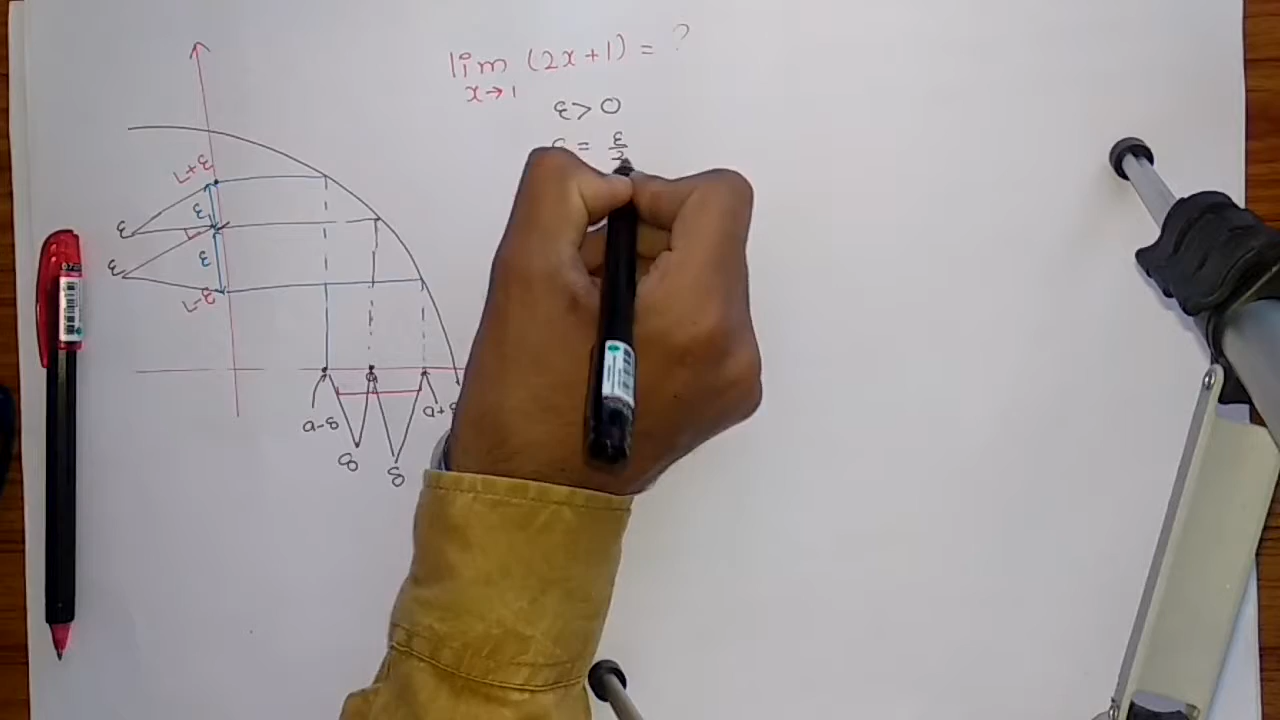 lim (2x+1) = ?
x→1
ε > 0
= ε/2
L+ε
ε
ε
L
ε
ε
L-ε
a-δ
a+
δ
δ